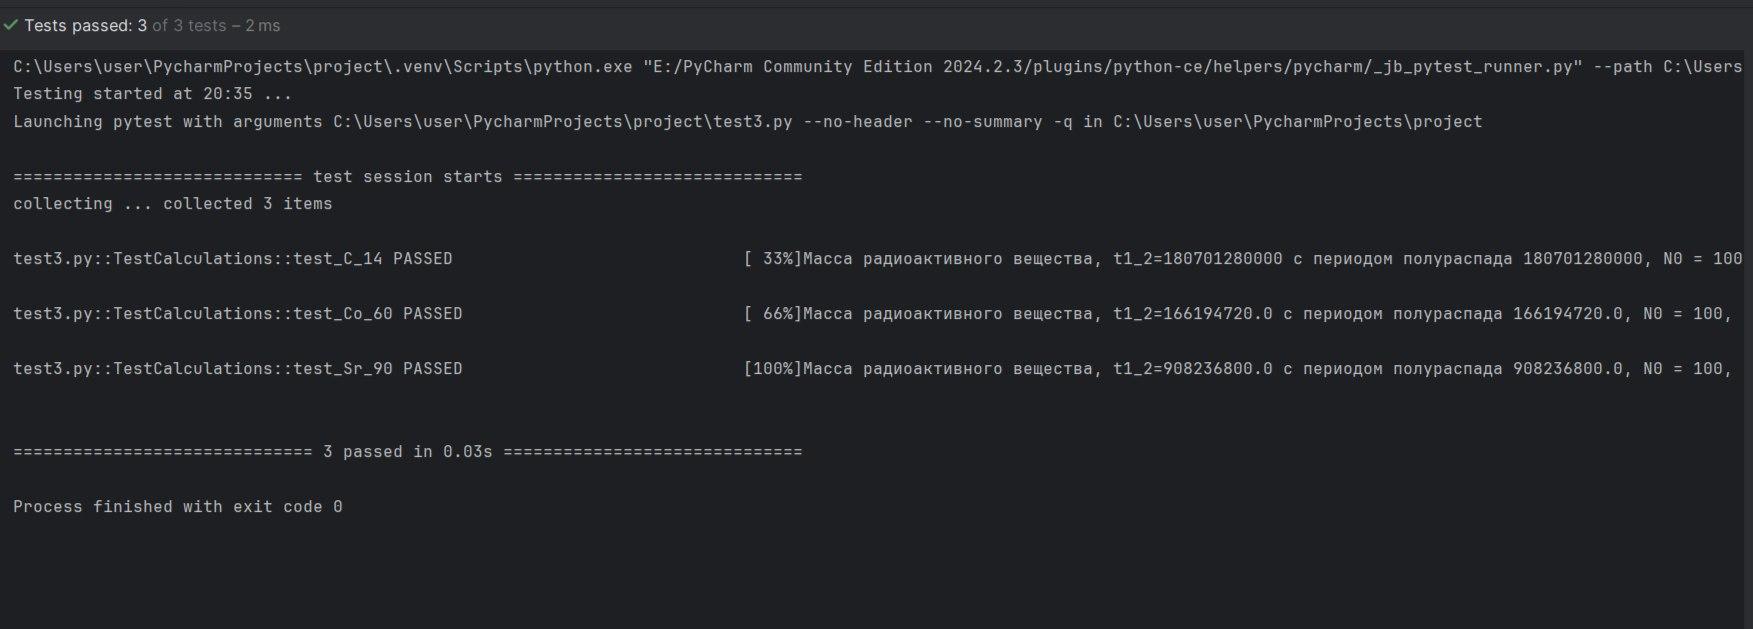 Tests passed: 3 of 3 tests – 2 ms
C:\Users\user\PycharmProjects\project\.venv\Scripts\python.exe "E:/PyCharm Community Edition 2024.2.3/plugins/python-ce/helpers/pycharm/_jb_pytest_runner.py" --path C:\Users
Testing started at 20:35 ...
Launching pytest with arguments C:\Users\user\PycharmProjects\project\test3.py --no-header --no-summary -q in C:\Users\user\PycharmProjects\project
============================= test session starts =============================
collecting ... collected 3 items
test3.py::TestCalculations::test_C_14 PASSED [ 33%]Масса радиоактивного вещества, t1_2=180701280000 с периодом полураспада 180701280000, N0 = 100
test3.py::TestCalculations::test_Co_60 PASSED [ 66%]Масса радиоактивного вещества, t1_2=166194720.0 с периодом полураспада 166194720.0, N0 = 100,
test3.py::TestCalculations::test_Sr_90 PASSED [100%]Масса радиоактивного вещества, t1_2=908236800.0 с периодом полураспада 908236800.0, N0 = 100,
============================== 3 passed in 0.03s ==============================
Process finished with exit code 0